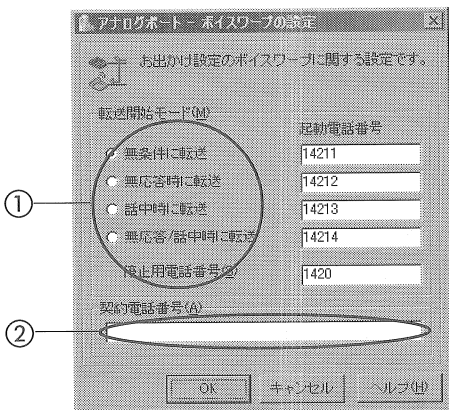 アナログポート - ボイスワープの設定
お出かけ設定のボイスワープに関する設定です。
転送開始モード(M)
起動電話番号
無条件に転送
14211
無応答時に転送
14212
①
話中時に転送
14213
無応答/話中時に転送
14214
停止用電話番号(S)
1420
契約電話番号(A)
②
OK
キャンセル
ヘルプ(H)